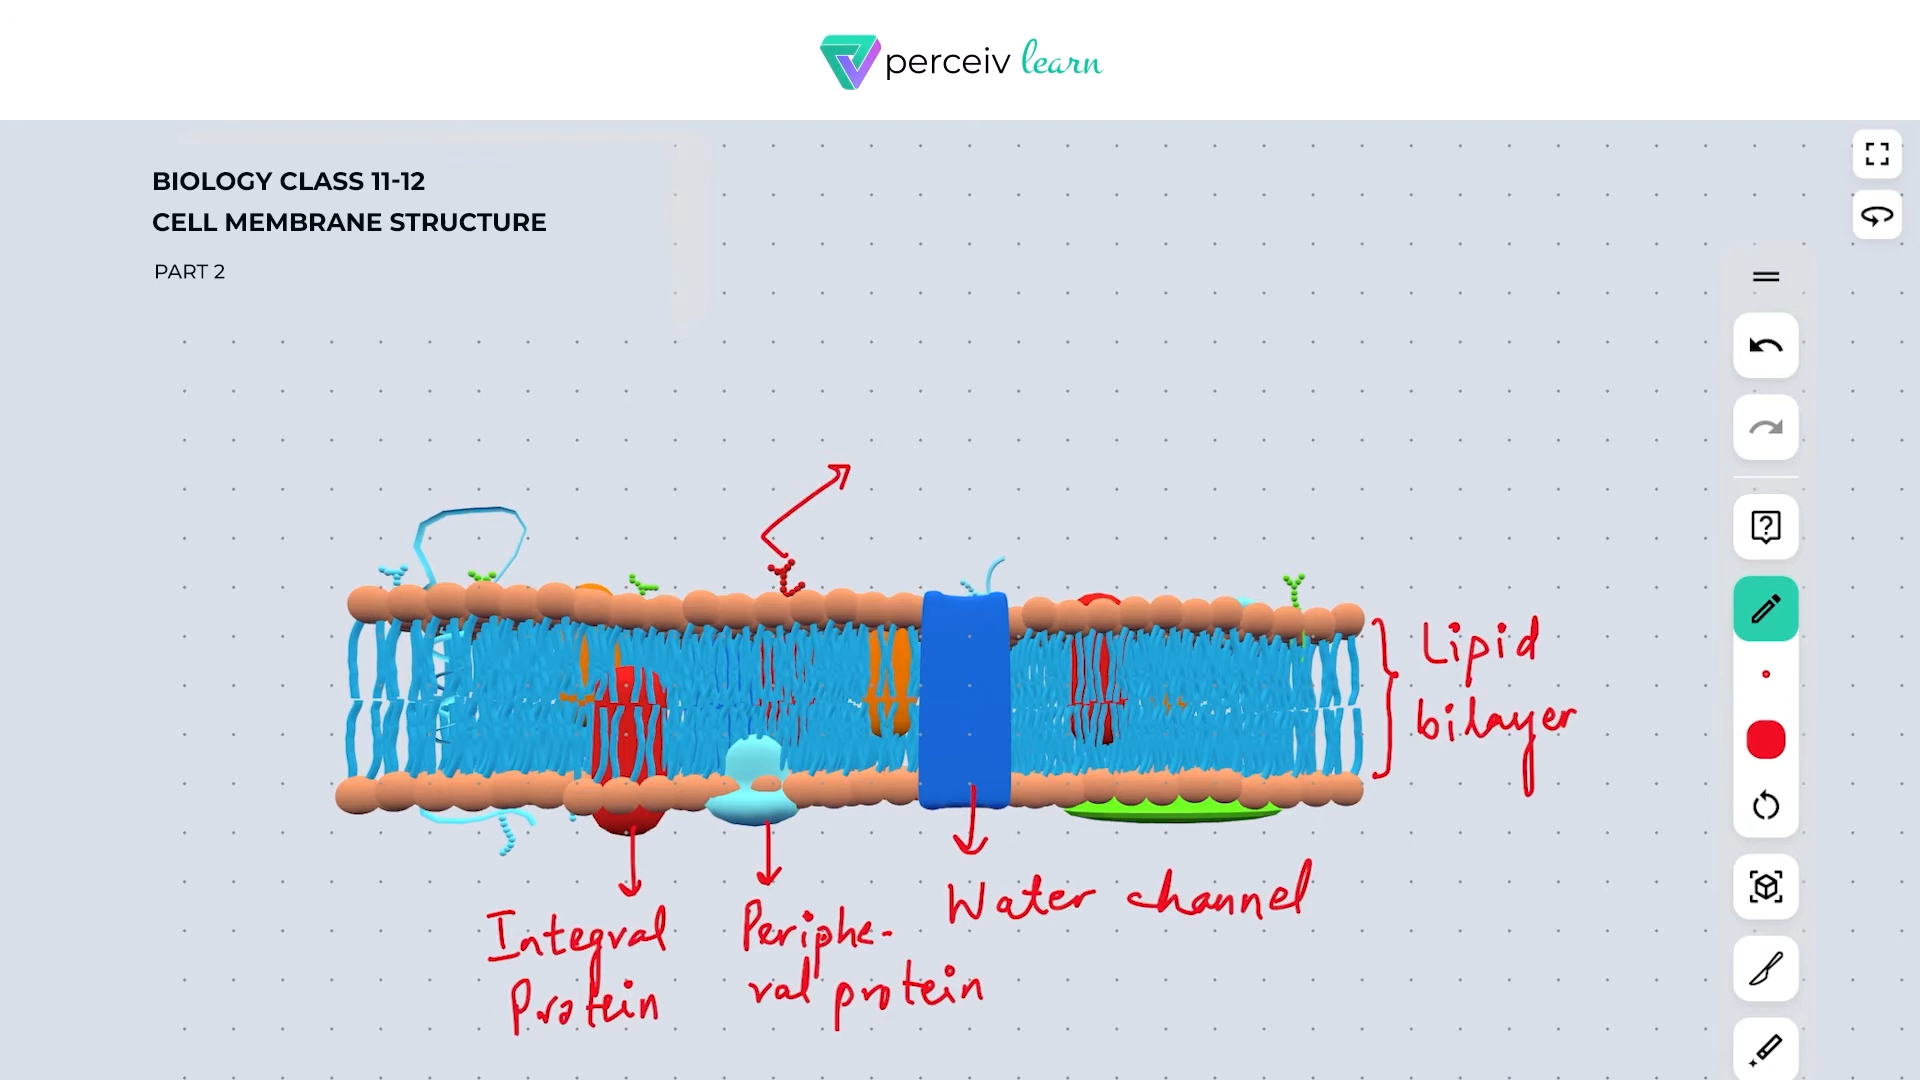 perceiv learn
BIOLOGY CLASS 11-12
CELL MEMBRANE STRUCTURE
PART 2
Lipid
bilayer
Integral
Protein
Periphe-
ral protein
Water channel